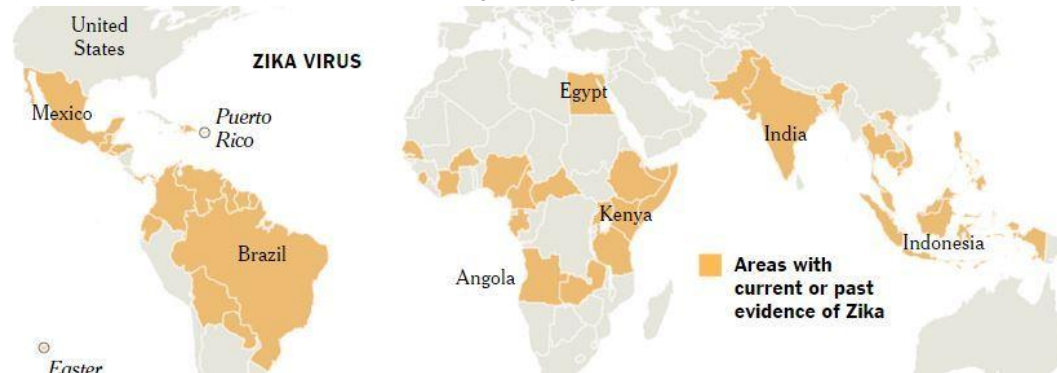 United
States
ZIKA VIRUS
Mexico
Puerto
Rico
Egypt
India
Kenya
Brazil
Indonesia
Angola
Areas with
current or past
evidence of Zika
Easter